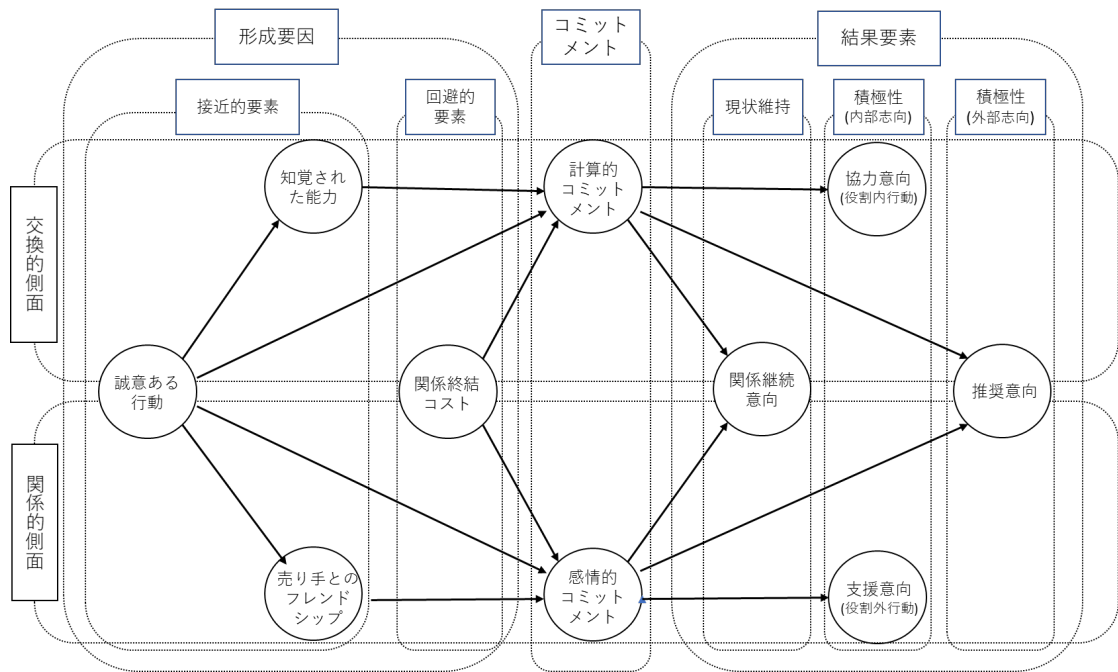 形成要因
コミット
メント
結果要素
接近的要素
回避的
要素
現状維持
積極性
(内部志向)
積極性
(外部志向)
交換的側面
知覚され
た能力
計算的
コミット
メント
協力意向
(役割内行動)
誠意ある
行動
関係終結
コスト
関係継続
意向
推奨意向
関係的側面
売り手との
フレンド
シップ
感情的
コミット
メント
支援意向
(役割外行動)